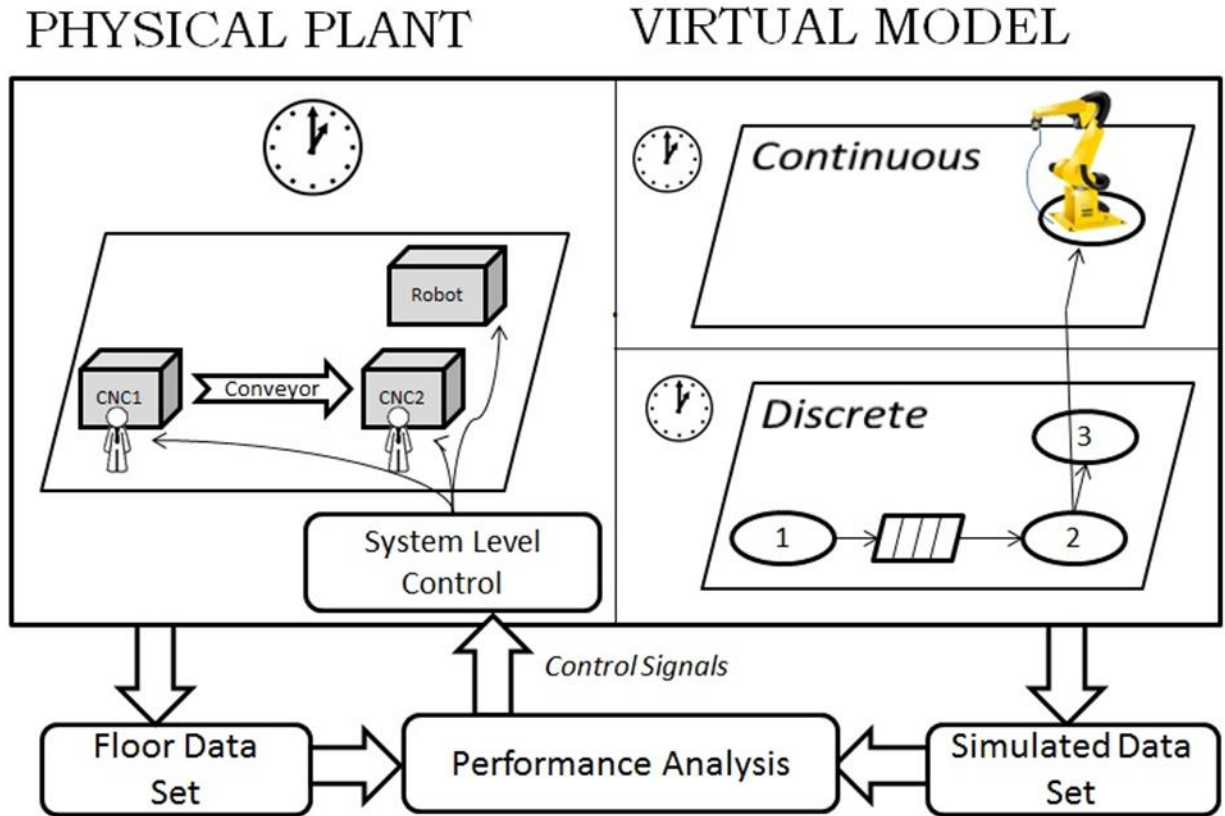 PHYSICAL PLANT
VIRTUAL MODEL
Continuous
Robot
CNC1
Conveyor
CNC2
Discrete
3
1
2
System Level
Control
Control Signals
Floor Data
Set
Performance Analysis
Simulated Data
Set